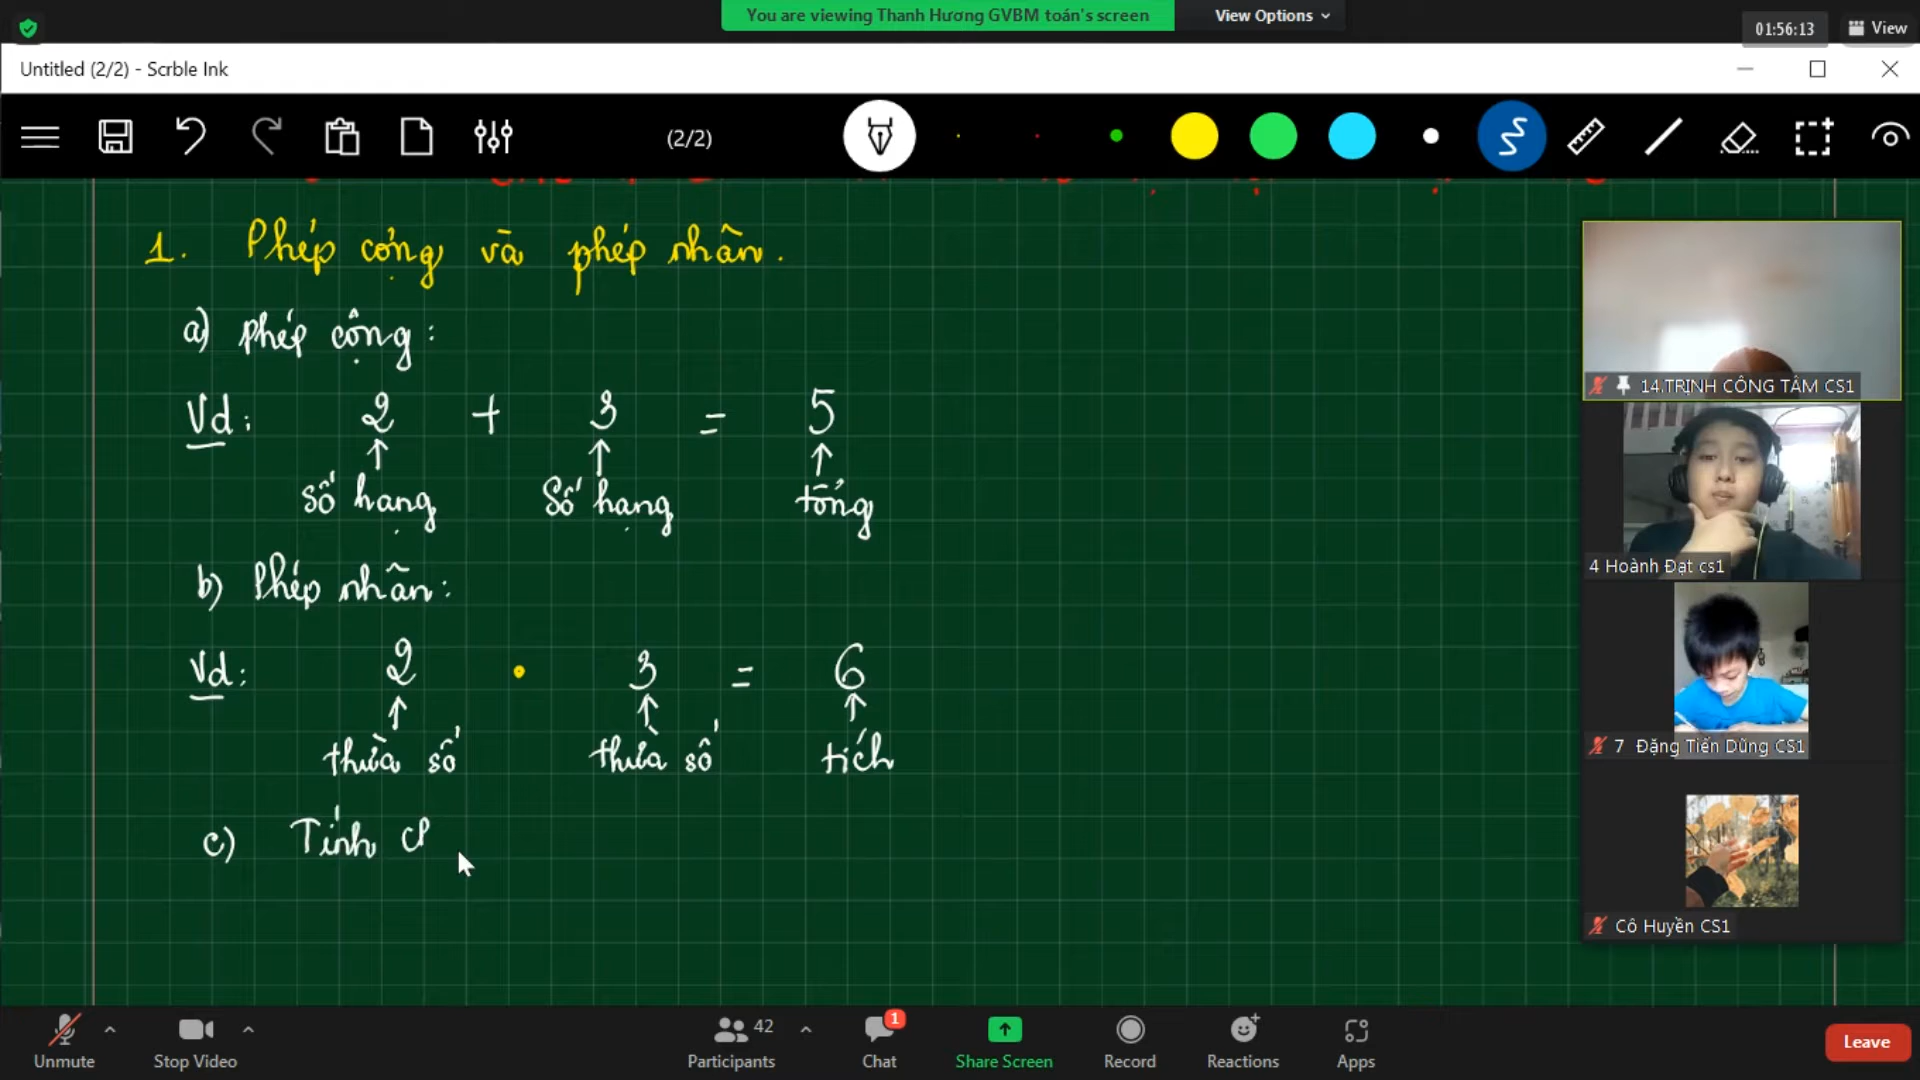 You are viewing Thanh Hương GVBM toán's screen
View Options
01:56:13
View
Untitled (2/2) - Scrble Ink
(2/2)
1. Phép cộng và phép nhân.
a) Phép cộng:
Vd: 2 + 3 = 5
số hạng số hạng tổng
b) Phép nhân:
Vd: 2 . 3 = 6
thừa số thừa số tích
c) Tính ch
14.TRỊNH CÔNG TÂM CS1
4 Hoành Đạt cs1
7 Đặng Tiến Dũng CS1
Cô Huyền CS1
Unmute
Stop Video
42
Participants
1
Chat
Share Screen
Record
Reactions
Apps
Leave